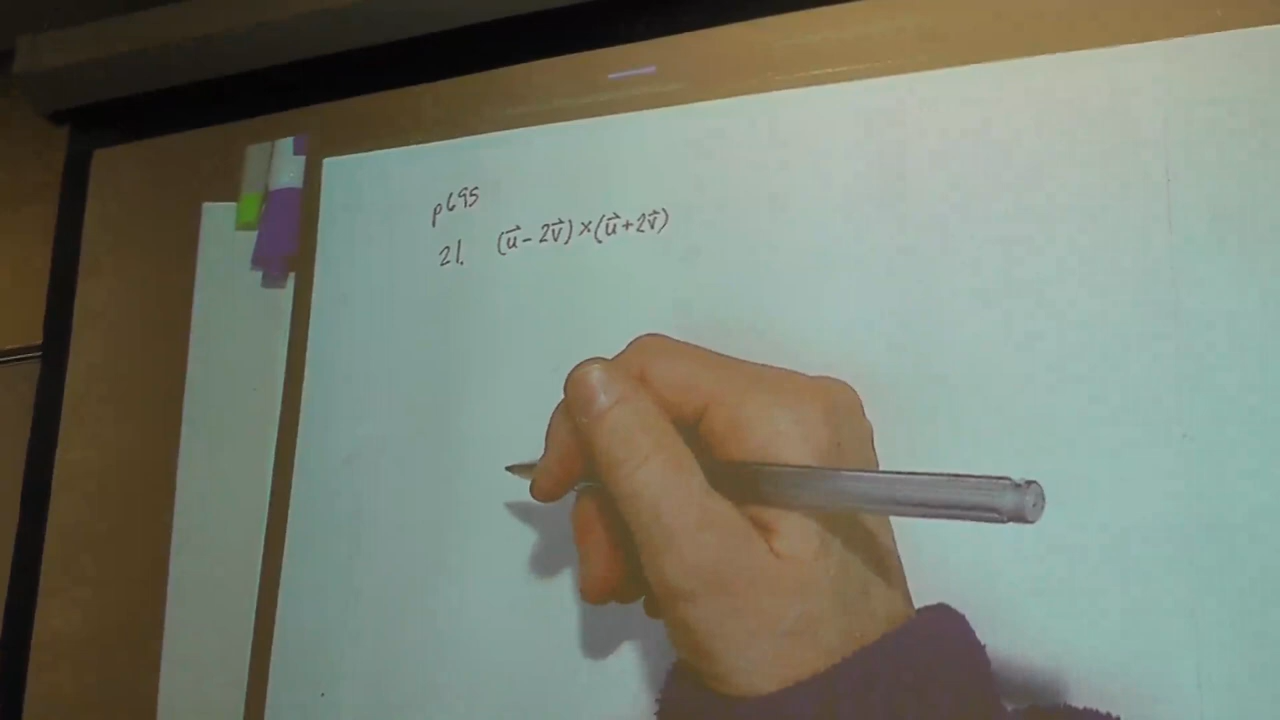 p695
21. (u⃗ - 2v⃗) × (u⃗ + 2v⃗)